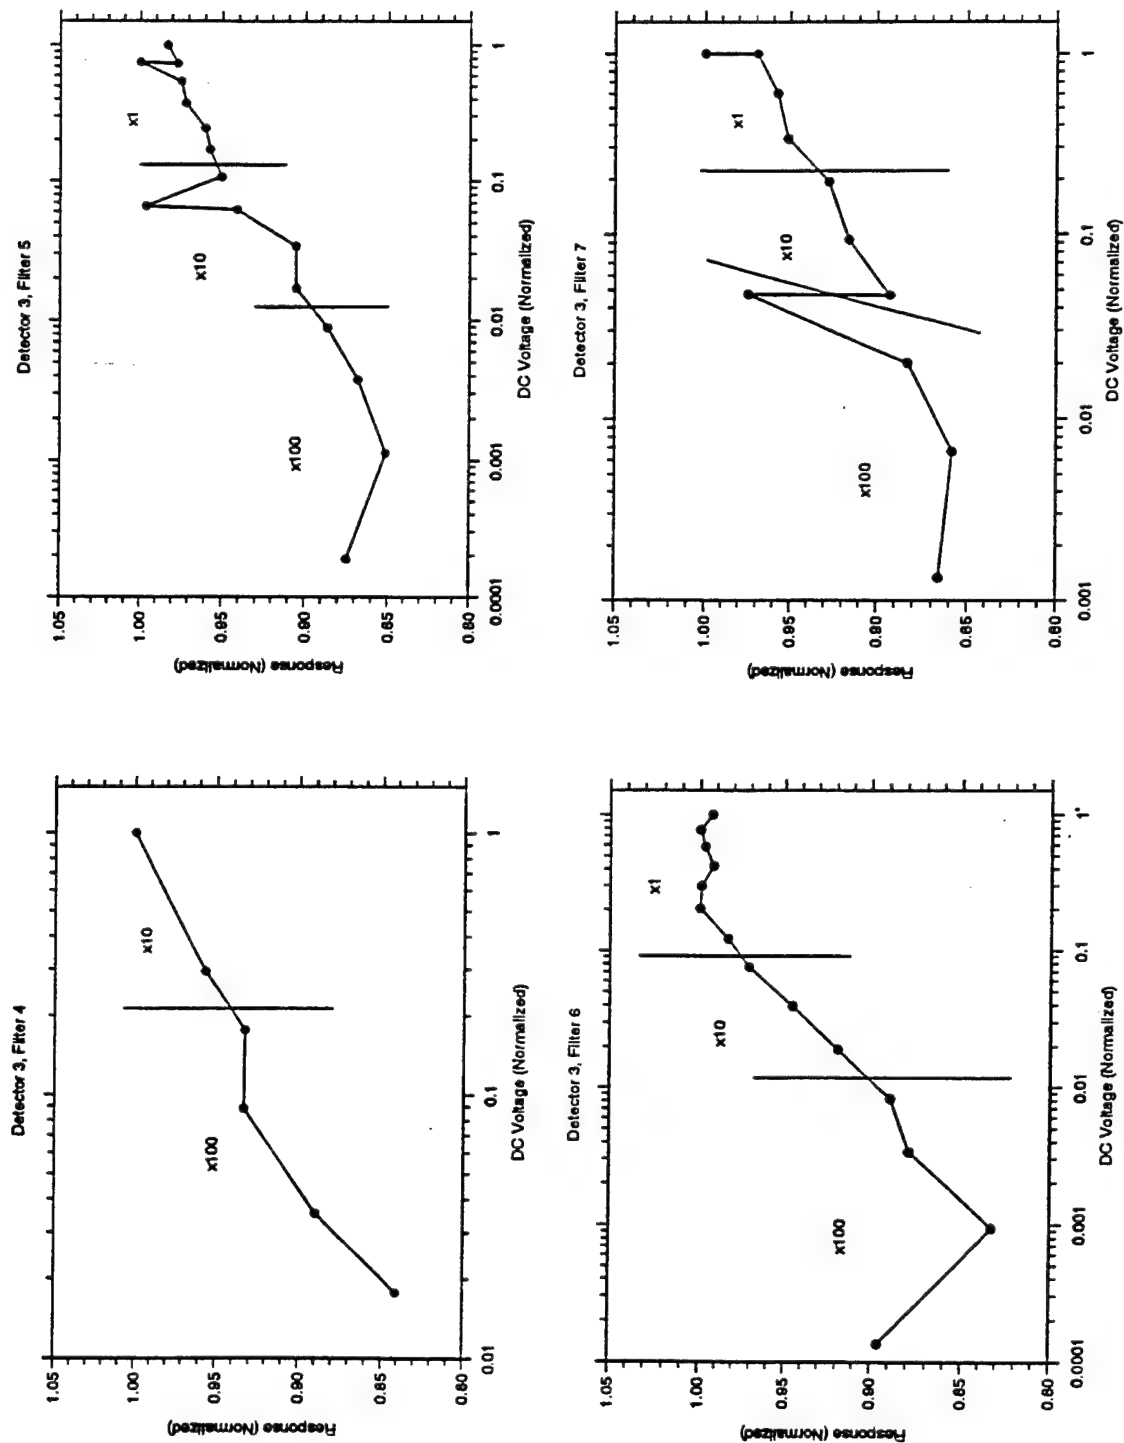 Detector 3, Filter 4
1.05
1.00
0.95
0.90
0.85
0.80
Response (Normalized)
x100
x10
0.01
0.1
1
DC Voltage (Normalized)
Detector 3, Filter 5
1.05
1.00
0.95
0.90
0.85
0.80
Response (Normalized)
x100
x10
x1
0.0001
0.001
0.01
0.1
1
DC Voltage (Normalized)
Detector 3, Filter 6
1.05
1.00
0.95
0.90
0.85
0.80
Response (Normalized)
x100
x10
x1
0.0001
0.001
0.01
0.1
1
DC Voltage (Normalized)
Detector 3, Filter 7
1.05
1.00
0.95
0.90
0.85
0.80
Response (Normalized)
x100
x10
x1
0.001
0.01
0.1
1
DC Voltage (Normalized)